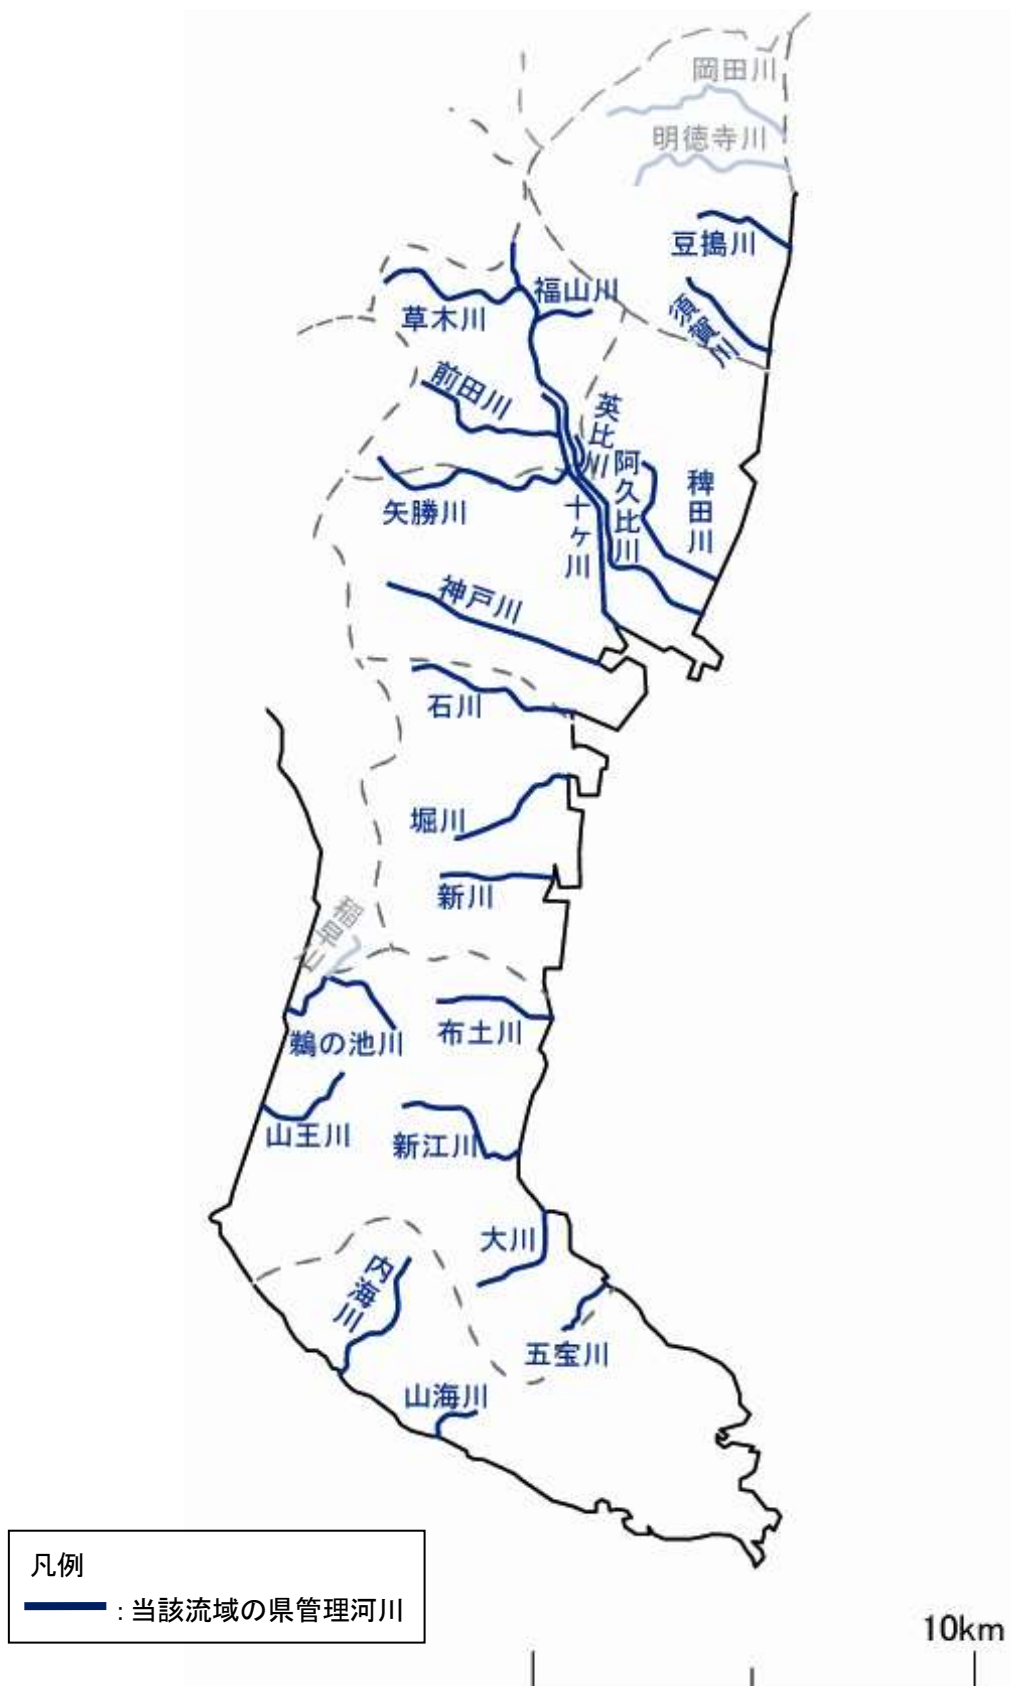 岡田川
明徳寺川
豆搗川
福山川
須賀川
草木川
前田川
英比川
阿久比川
稗田川
矢勝川
十ヶ川
神戸川
石川
堀川
新川
稲早川
布土川
鵜の池川
山王川
新江川
大川
内海川
五宝川
山海川
凡例
：当該流域の県管理河川
10km